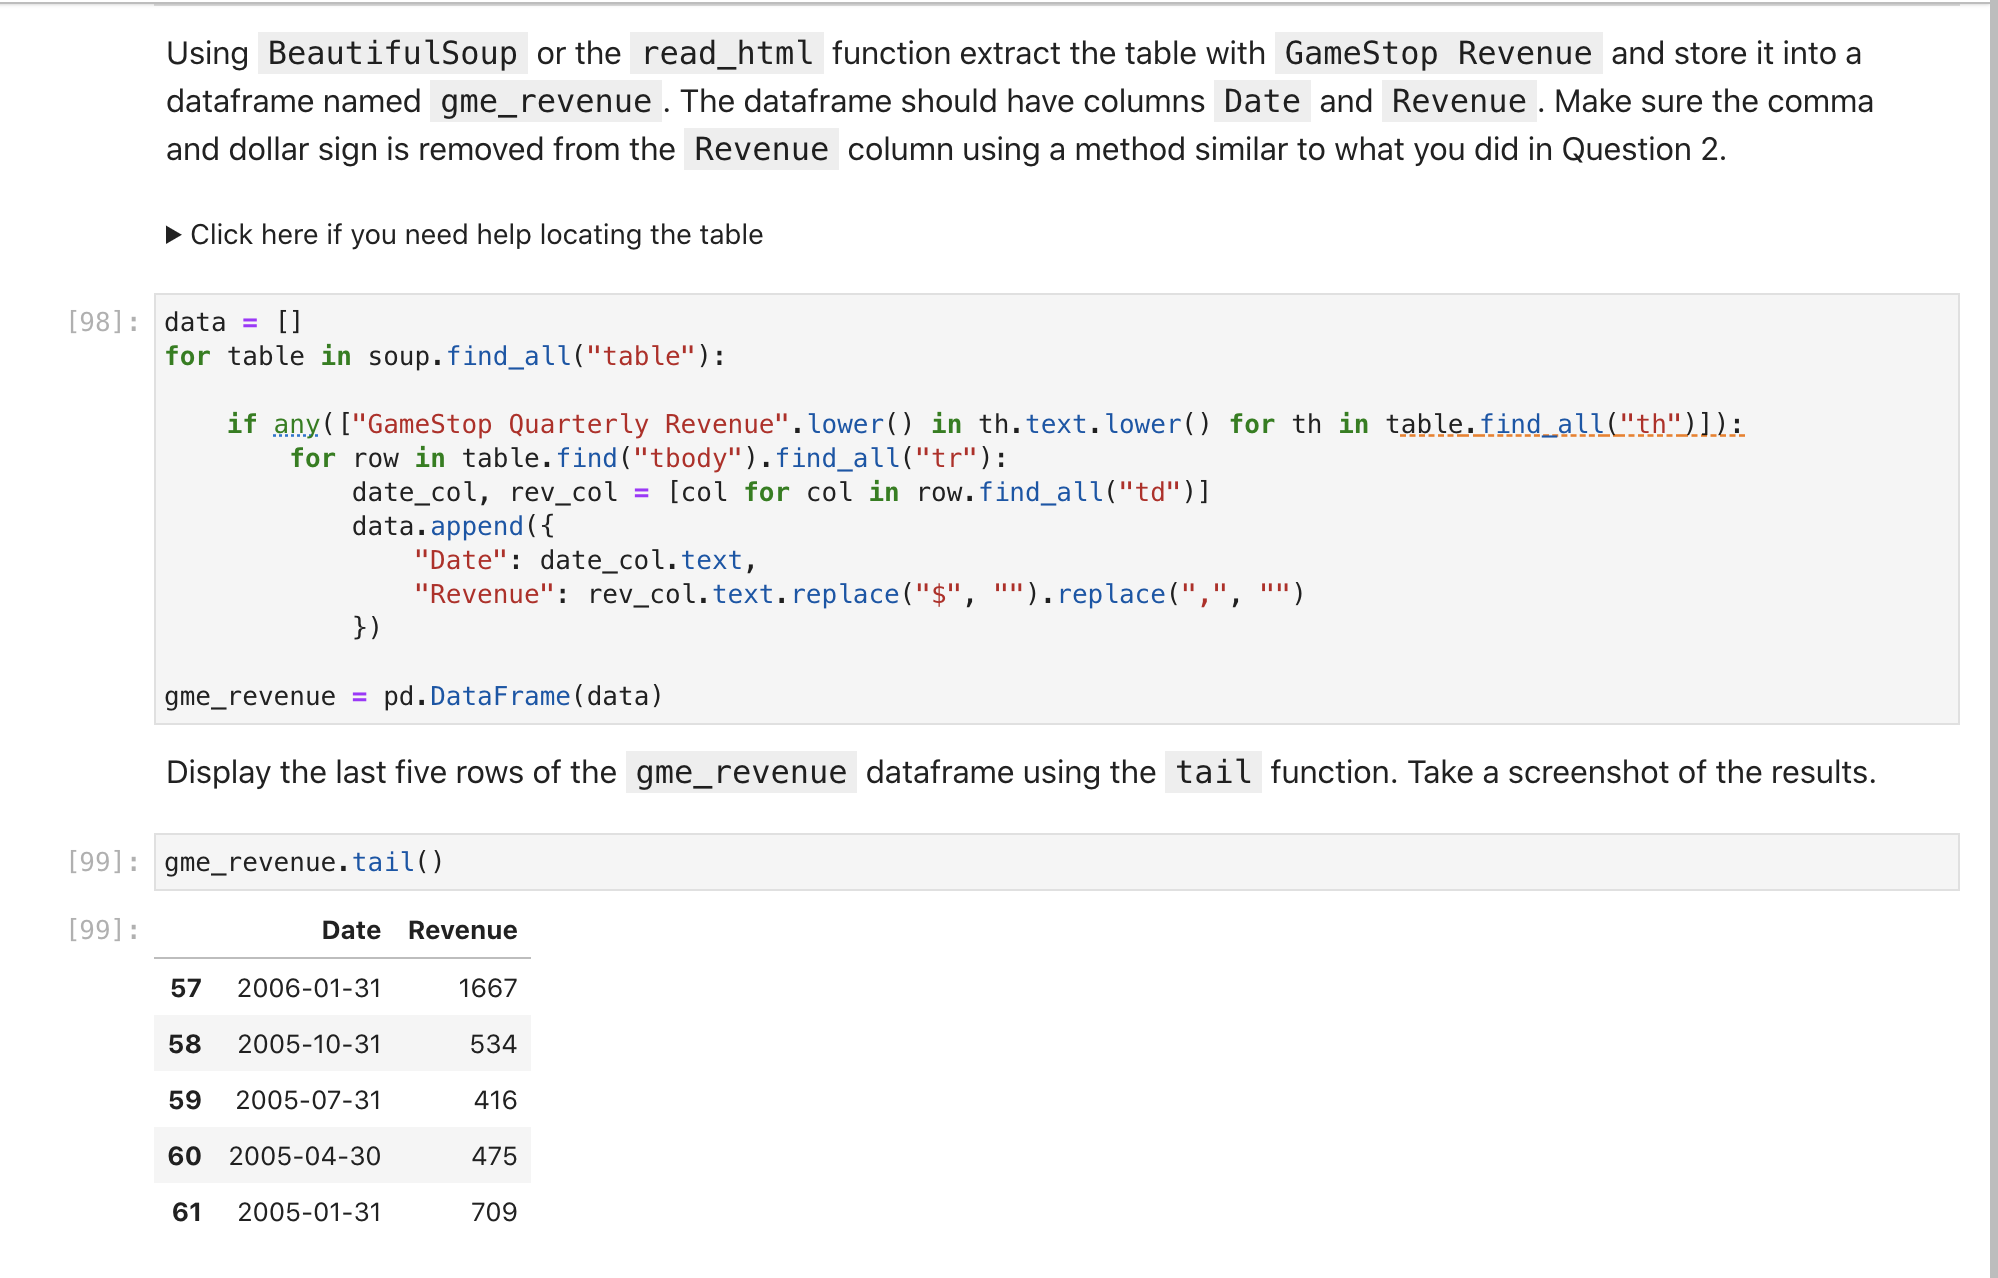 Using BeautifulSoup or the read_html function extract the table with GameStop Revenue and store it into a
dataframe named gme_revenue. The dataframe should have columns Date and Revenue. Make sure the comma
and dollar sign is removed from the Revenue column using a method similar to what you did in Question 2.
▶ Click here if you need help locating the table
[98]: data = []
for table in soup.find_all("table"):
    if any(["GameStop Quarterly Revenue".lower() in th.text.lower() for th in table.find_all("th")]):
        for row in table.find("tbody").find_all("tr"):
            date_col, rev_col = [col for col in row.find_all("td")]
            data.append({
                "Date": date_col.text,
                "Revenue": rev_col.text.replace("$", "").replace(",", "")
            })
gme_revenue = pd.DataFrame(data)
Display the last five rows of the gme_revenue dataframe using the tail function. Take a screenshot of the results.
[99]: gme_revenue.tail()
[99]: Date Revenue
57 2006-01-31 1667
58 2005-10-31 534
59 2005-07-31 416
60 2005-04-30 475
61 2005-01-31 709